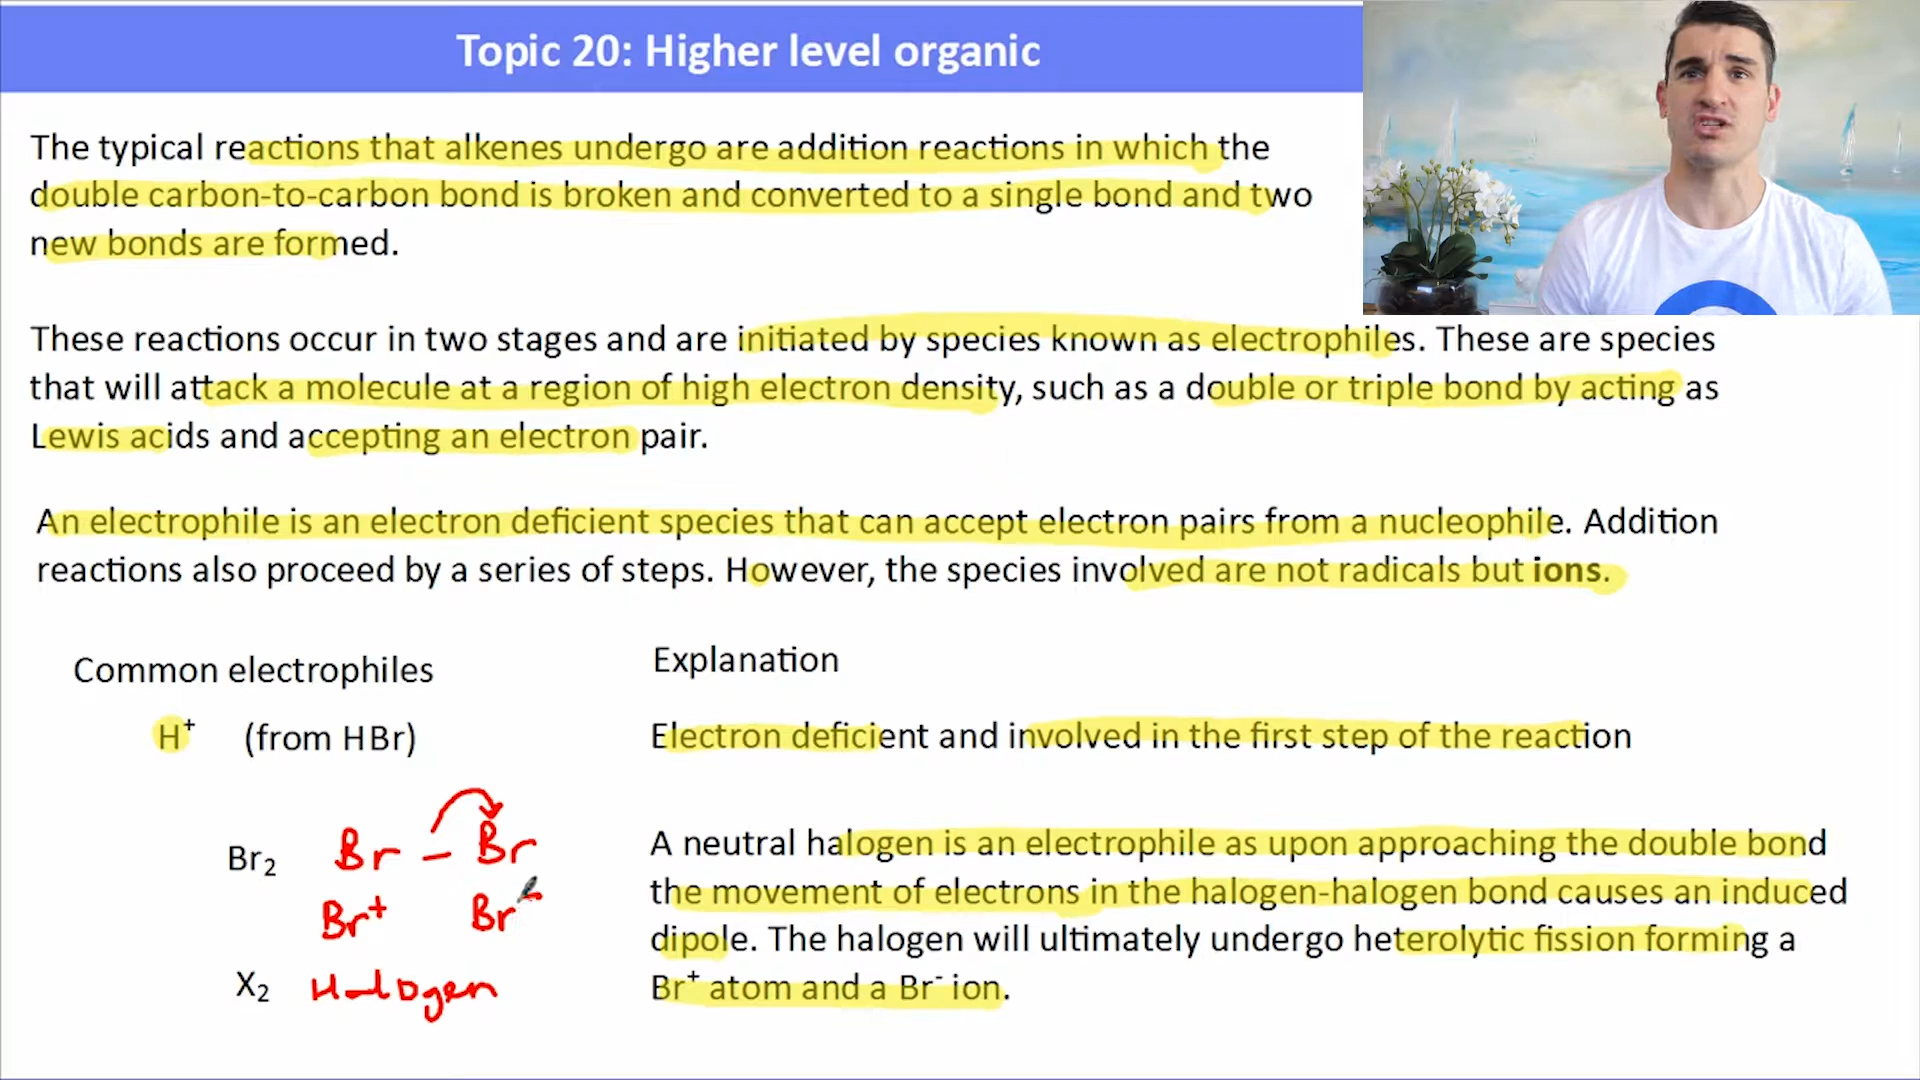 Topic 20: Higher level organic
The typical reactions that alkenes undergo are addition reactions in which the
double carbon-to-carbon bond is broken and converted to a single bond and two
new bonds are formed.
These reactions occur in two stages and are initiated by species known as electrophiles. These are species
that will attack a molecule at a region of high electron density, such as a double or triple bond by acting as
Lewis acids and accepting an electron pair.
An electrophile is an electron deficient species that can accept electron pairs from a nucleophile. Addition
reactions also proceed by a series of steps. However, the species involved are not radicals but ions.
Common electrophiles
Explanation
H⁺ (from HBr)
Electron deficient and involved in the first step of the reaction
Br₂ Br – Br
Br⁺ Br⁻
X₂ Halogen
A neutral halogen is an electrophile as upon approaching the double bond
the movement of electrons in the halogen-halogen bond causes an induced
dipole. The halogen will ultimately undergo heterolytic fission forming a
Br⁺ atom and a Br⁻ ion.